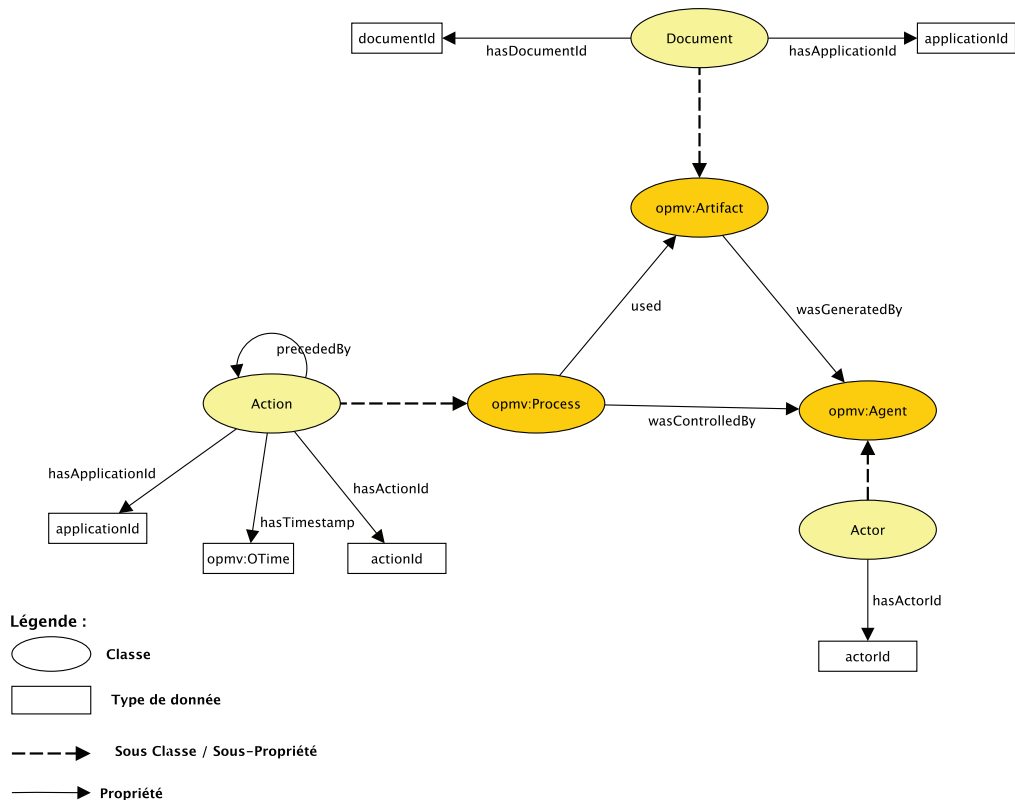 documentId
hasDocumentId
Document
hasApplicationId
applicationId
opmv:Artifact
used
wasGeneratedBy
precededBy
Action
opmv:Process
wasControlledBy
opmv:Agent
hasApplicationId
hasActionId
hasTimestamp
applicationId
opmv:OTime
actionId
Actor
hasActorId
actorId
Légende :
Classe
Type de donnée
Sous Classe / Sous-Propriété
Propriété